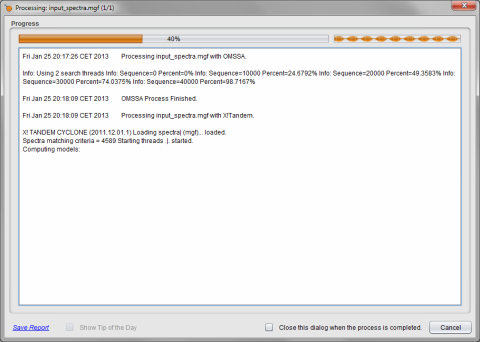 Processing: input_spectra.mgf (1/1)
Progress
40%
Fri Jan 25 20:17:26 CET 2013 Processing input_spectra.mgf with OMSSA.
Info: Using 2 search threads Info: Sequence=0 Percent=0% Info: Sequence=10000 Percent=24.6792% Info: Sequence=20000 Percent=49.3583% Info:
Sequence=30000 Percent=74.0375% Info: Sequence=40000 Percent=98.7167%
Fri Jan 25 20:18:09 CET 2013 OMSSA Process Finished.
Fri Jan 25 20:18:09 CET 2013 Processing input_spectra.mgf with X!Tandem.
X! TANDEM CYCLONE (2011.12.01.1) Loading spectra| (mgf)... loaded.
Spectra matching criteria = 4589 Starting threads .|. started.
Computing models:
Save Report
Show Tip of the Day
Close this dialog when the process is completed.
Cancel